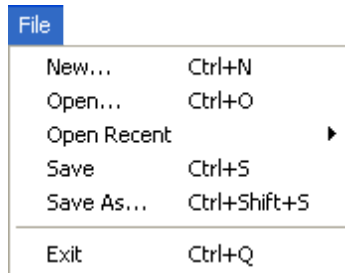 File
New... Ctrl+N
Open... Ctrl+O
Open Recent
Save Ctrl+S
Save As... Ctrl+Shift+S
Exit Ctrl+Q